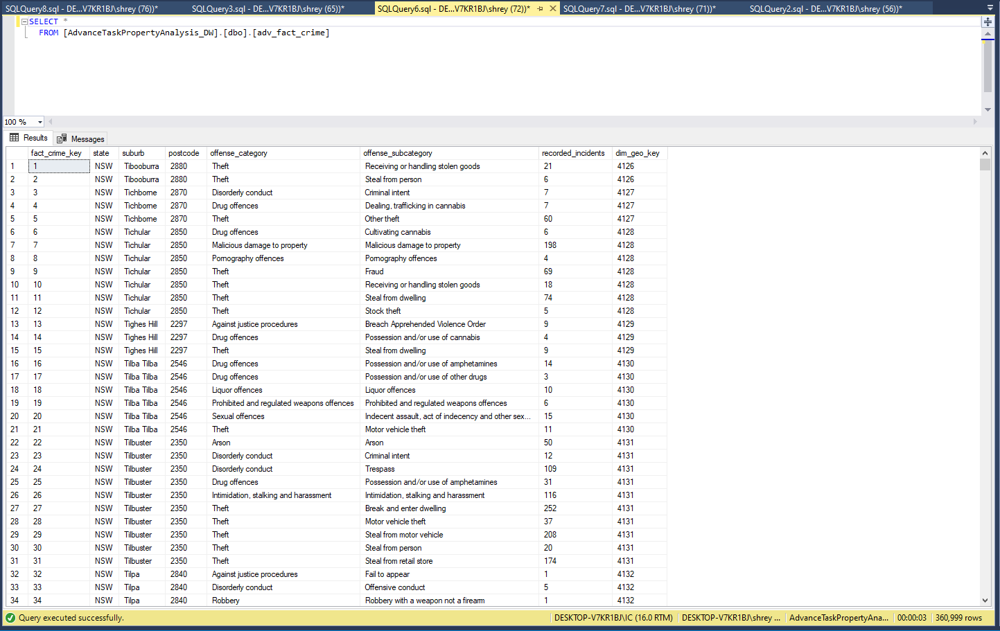 SQLQuery8.sql - DE...V7KR1BJ\shrey (76))* SQLQuery3.sql - DE...V7KR1BJ\shrey (65))* SQLQuery6.sql - DE...V7KR1BJ\shrey (72))* SQLQuery7.sql - DE...V7KR1BJ\shrey (71))* SQLQuery2.sql - DE...V7KR1BJ\shrey (56))*
SELECT *
FROM [AdvanceTaskPropertyAnalysis_DW].[dbo].[adv_fact_crime]
100 %
Results Messages
fact_crime_key state suburb postcode offense_category offense_subcategory recorded_incidents dim_geo_key
1 1 NSW Tibooburra 2880 Theft Receiving or handling stolen goods 21 4126
2 2 NSW Tibooburra 2880 Theft Steal from person 6 4126
3 3 NSW Tichborne 2870 Disorderly conduct Criminal intent 7 4127
4 4 NSW Tichborne 2870 Drug offences Dealing, trafficking in cannabis 7 4127
5 5 NSW Tichborne 2870 Theft Other theft 60 4127
6 6 NSW Tichular 2850 Drug offences Cultivating cannabis 6 4128
7 7 NSW Tichular 2850 Malicious damage to property Malicious damage to property 198 4128
8 8 NSW Tichular 2850 Pornography offences Pornography offences 4 4128
9 9 NSW Tichular 2850 Theft Fraud 69 4128
10 10 NSW Tichular 2850 Theft Receiving or handling stolen goods 18 4128
11 11 NSW Tichular 2850 Theft Steal from dwelling 74 4128
12 12 NSW Tichular 2850 Theft Stock theft 5 4128
13 13 NSW Tighes Hill 2297 Against justice procedures Breach Apprehended Violence Order 9 4129
14 14 NSW Tighes Hill 2297 Drug offences Possession and/or use of cannabis 4 4129
15 15 NSW Tighes Hill 2297 Theft Steal from dwelling 9 4129
16 16 NSW Tilba Tilba 2546 Drug offences Possession and/or use of amphetamines 14 4130
17 17 NSW Tilba Tilba 2546 Drug offences Possession and/or use of other drugs 3 4130
18 18 NSW Tilba Tilba 2546 Liquor offences Liquor offences 10 4130
19 19 NSW Tilba Tilba 2546 Prohibited and regulated weapons offences Prohibited and regulated weapons offences 6 4130
20 20 NSW Tilba Tilba 2546 Sexual offences Indecent assault, act of indecency and other sex... 15 4130
21 21 NSW Tilba Tilba 2546 Theft Motor vehicle theft 11 4130
22 22 NSW Tilbuster 2350 Arson Arson 50 4131
23 23 NSW Tilbuster 2350 Disorderly conduct Criminal intent 12 4131
24 24 NSW Tilbuster 2350 Disorderly conduct Trespass 109 4131
25 25 NSW Tilbuster 2350 Drug offences Possession and/or use of amphetamines 31 4131
26 26 NSW Tilbuster 2350 Intimidation, stalking and harassment Intimidation, stalking and harassment 116 4131
27 27 NSW Tilbuster 2350 Theft Break and enter dwelling 252 4131
28 28 NSW Tilbuster 2350 Theft Motor vehicle theft 37 4131
29 29 NSW Tilbuster 2350 Theft Steal from motor vehicle 208 4131
30 30 NSW Tilbuster 2350 Theft Steal from person 20 4131
31 31 NSW Tilbuster 2350 Theft Steal from retail store 174 4131
32 32 NSW Tilpa 2840 Against justice procedures Fail to appear 1 4132
33 33 NSW Tilpa 2840 Disorderly conduct Offensive conduct 5 4132
34 34 NSW Tilpa 2840 Robbery Robbery with a weapon not a firearm 1 4132
Query executed successfully. DESKTOP-V7KR1BJ\IC (16.0 RTM) DESKTOP-V7KR1BJ\shrey ... AdvanceTaskPropertyAna... 00:00:03 360,999 rows